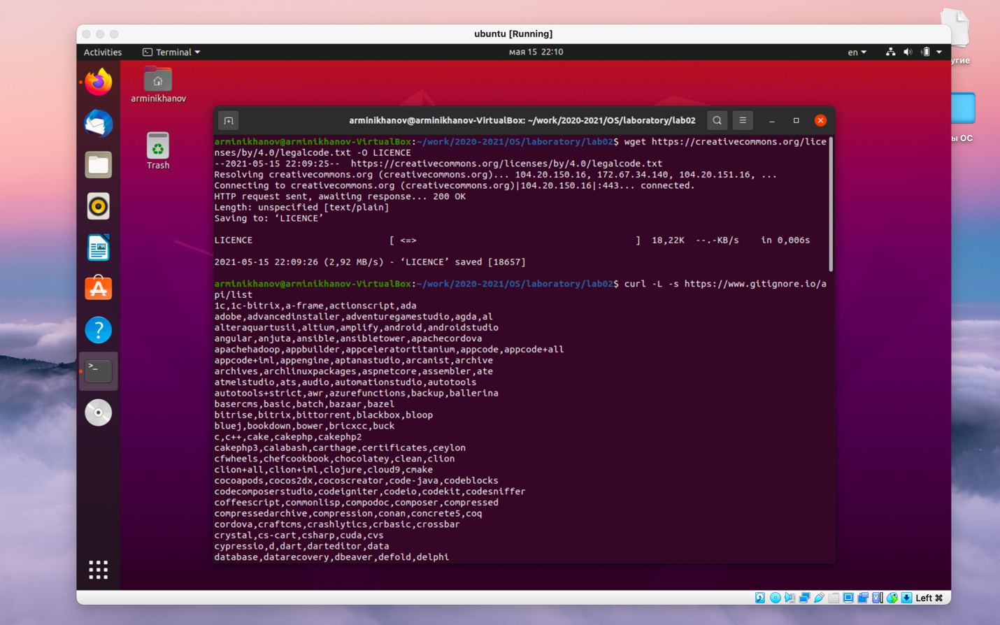 ubuntu [Running]
Activities
Terminal
мая 15 22:10
en
угие
ы ОС
arminikhanov
Trash
arminikhanov@arminikhanov-VirtualBox: ~/work/2020-2021/OS/laboratory/lab02
arminikhanov@arminikhanov-VirtualBox:~/work/2020-2021/OS/laboratory/lab02$ wget https://creativecommons.org/lice
nses/by/4.0/legalcode.txt -O LICENCE
--2021-05-15 22:09:25-- https://creativecommons.org/licenses/by/4.0/legalcode.txt
Resolving creativecommons.org (creativecommons.org)... 104.20.150.16, 172.67.34.140, 104.20.151.16, ...
Connecting to creativecommons.org (creativecommons.org)|104.20.150.16|:443... connected.
HTTP request sent, awaiting response... 200 OK
Length: unspecified [text/plain]
Saving to: ‘LICENCE’
LICENCE [ <=> ] 18,22K --.-KB/s in 0,006s
2021-05-15 22:09:26 (2,92 MB/s) - ‘LICENCE’ saved [18657]
arminikhanov@arminikhanov-VirtualBox:~/work/2020-2021/OS/laboratory/lab02$ curl -L -s https://www.gitignore.io/a
pi/list
1c,1c-bitrix,a-frame,actionscript,ada
adobe,advancedinstaller,adventuregamestudio,agda,al
alteraquartusii,altium,amplify,android,androidstudio
angular,anjuta,ansible,ansibletower,apachecordova
apachehadoop,appbuilder,appceleratortitanium,appcode,appcode+all
appcode+iml,appengine,aptanastudio,arcanist,archive
archives,archlinuxpackages,aspnetcore,assembler,ate
atmelstudio,ats,audio,automationstudio,autotools
autotools+strict,awr,azurefunctions,backup,ballerina
basercms,basic,batch,bazaar,bazel
bitrise,bitrix,bittorrent,blackbox,bloop
bluej,bookdown,bower,bricxcc,buck
c,c++,cake,cakephp,cakephp2
cakephp3,calabash,carthage,certificates,ceylon
cfwheels,chefcookbook,chocolatey,clean,clion
clion+all,clion+iml,clojure,cloud9,cmake
cocoapods,cocos2dx,cocoscreator,code-java,codeblocks
codecomposerstudio,codeigniter,codeio,codekit,codesniffer
coffeescript,commonlisp,compodoc,composer,compressed
compressedarchive,compression,conan,concrete5,coq
cordova,craftcms,crashlytics,crbasic,crossbar
crystal,cs-cart,csharp,cuda,cvs
cypressio,d,dart,darteditor,data
database,datarecovery,dbeaver,defold,delphi
Left ⌘